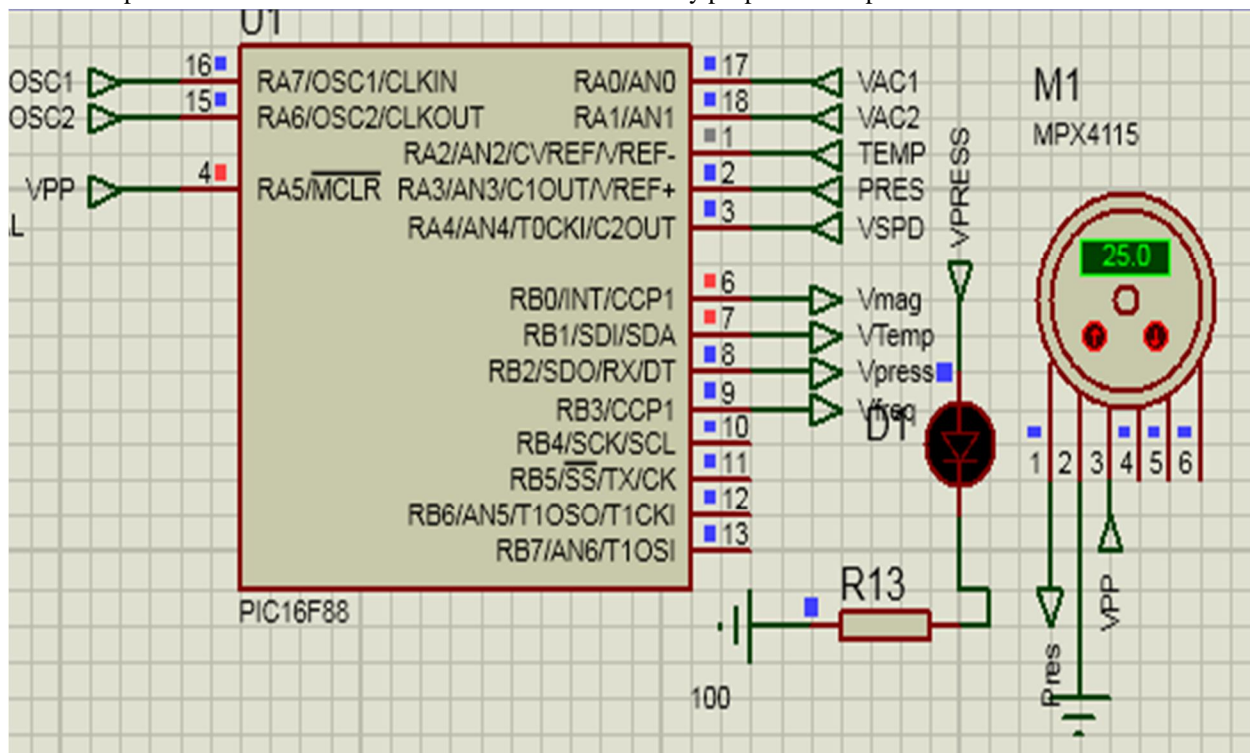 U1
OSC1
16
RA7/OSC1/CLKIN
RA0/AN0
17
VAC1
OSC2
15
RA6/OSC2/CLKOUT
RA1/AN1
18
VAC2
RA2/AN2/CVREF/VREF-
1
TEMP
VPP
4
RA5/MCLR
RA3/AN3/C1OUT/VREF+
2
PRES
RA4/AN4/T0CKI/C2OUT
3
VSPD
RB0/INT/CCP1
6
Vmag
RB1/SDI/SDA
7
VTemp
RB2/SDO/RX/DT
8
Vpress
RB3/CCP1
9
Vfreq
RB4/SCK/SCL
10
RB5/SS/TX/CK
11
RB6/AN5/T1OSO/T1CKI
12
RB7/AN6/T1OSI
13
PIC16F88
VPRESS
D1
R13
100
M1
MPX4115
25.0
1
2
3
4
5
6
Pres
VPP